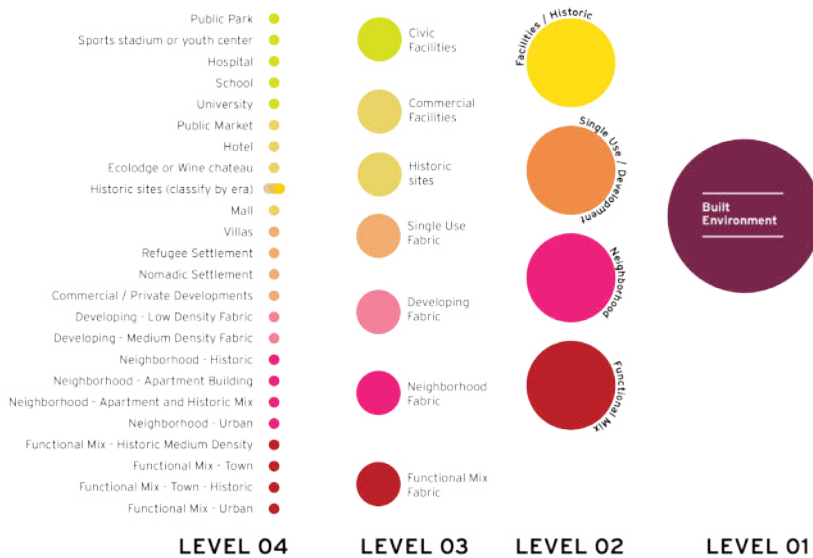 Public Park
Sports stadium or youth center
Hospital
School
University
Public Market
Hotel
Ecolodge or Wine chateau
Historic sites (classify by era)
Mall
Villas
Refugee Settlement
Nomadic Settlement
Commercial / Private Developments
Developing - Low Density Fabric
Developing - Medium Density Fabric
Neighborhood - Historic
Neighborhood - Apartment Building
Neighborhood - Apartment and Historic Mix
Neighborhood - Urban
Functional Mix - Historic Medium Density
Functional Mix - Town
Functional Mix - Town - Historic
Functional Mix - Urban
LEVEL 04
Civic
Facilities
Commercial
Facilities
Historic
sites
Single Use
Fabric
Developing
Fabric
Neighborhood
Fabric
Functional Mix
Fabric
LEVEL 03
Facilities / Historic
Single Use / Development
Neighborhood
Functional Mix
LEVEL 02
Built
Environment
LEVEL 01